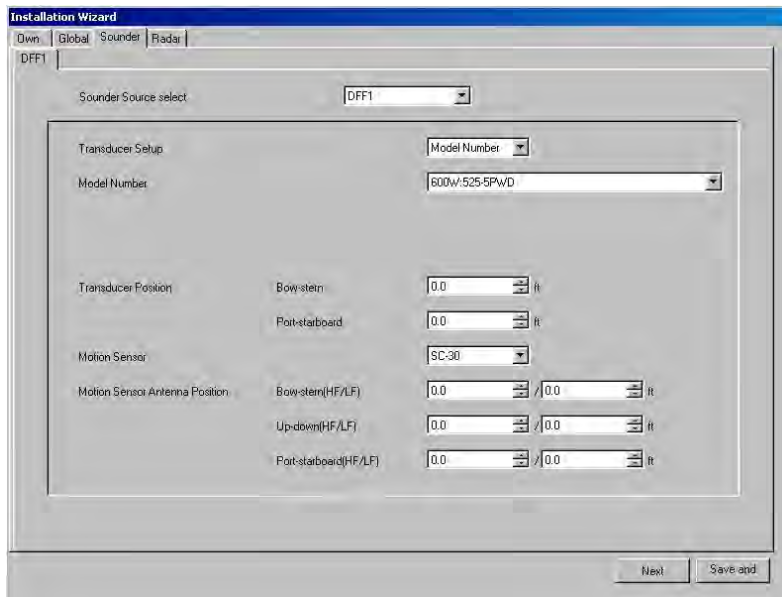 Installation Wizard
Own Global Sounder Radar
DFF1
Sounder Source select DFF1
Transducer Setup Model Number
Model Number 600W:525-5PWD
Transducer Position Bow-stern 0.0 ft
Port-starboard 0.0 ft
Motion Sensor SC-30
Motion Sensor Antenna Position Bow-stern(HF/LF) 0.0 / 0.0 ft
Up-down(HF/LF) 0.0 / 0.0 ft
Port-starboard(HF/LF) 0.0 / 0.0 ft
Next Save and